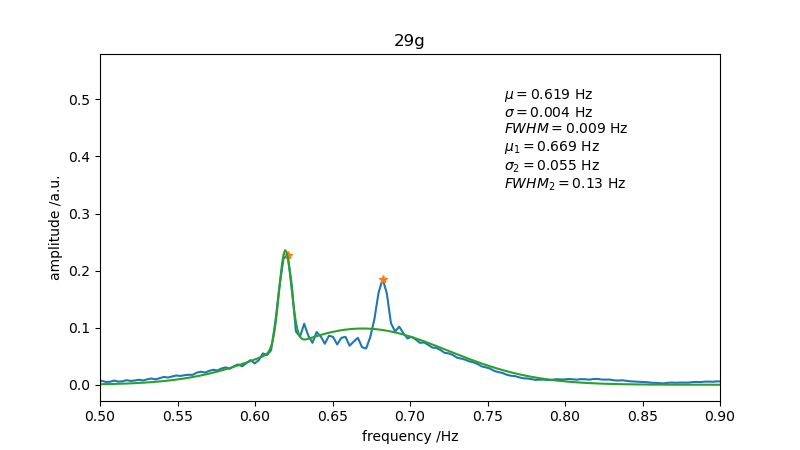 29g
0.5
0.4
0.3
0.2
0.1
0.0
amplitude /a.u.
μ = 0.619 Hz
σ = 0.004 Hz
FWHM = 0.009 Hz
μ₁ = 0.669 Hz
σ₂ = 0.055 Hz
FWHM₂ = 0.13 Hz
0.50 0.55 0.60 0.65 0.70 0.75 0.80 0.85 0.90
frequency /Hz